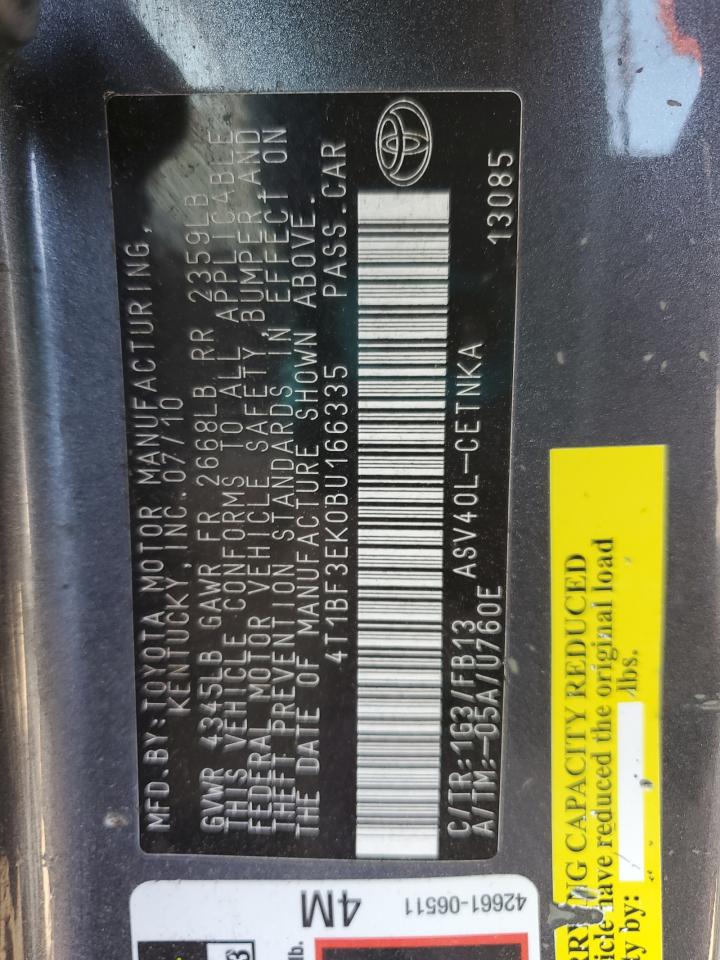 MFD.BY:TOYOTA MOTOR MANUFACTURING,
KENTUCKY,INC.07/10
GVWR 4345LB GAWR FR 2668LB RR 2359LB
THIS VEHICLE CONFORMS TO ALL APPLICABLE
FEDERAL MOTOR VEHICLE SAFETY, BUMPER AND
THEFT PREVENTION STANDARDS IN EFFECT ON
THE DATE OF MANUFACTURE SHOWN ABOVE.
4T1BF3EK0BU166335 PASS.CAR
C/TR:1G3/FB13 ASV40L-CETNKA
A/TM:-05A/U760E 13085
CAPACITY REDUCED
have reduced the original load
by: lbs.
4M
42661-06511
lb.